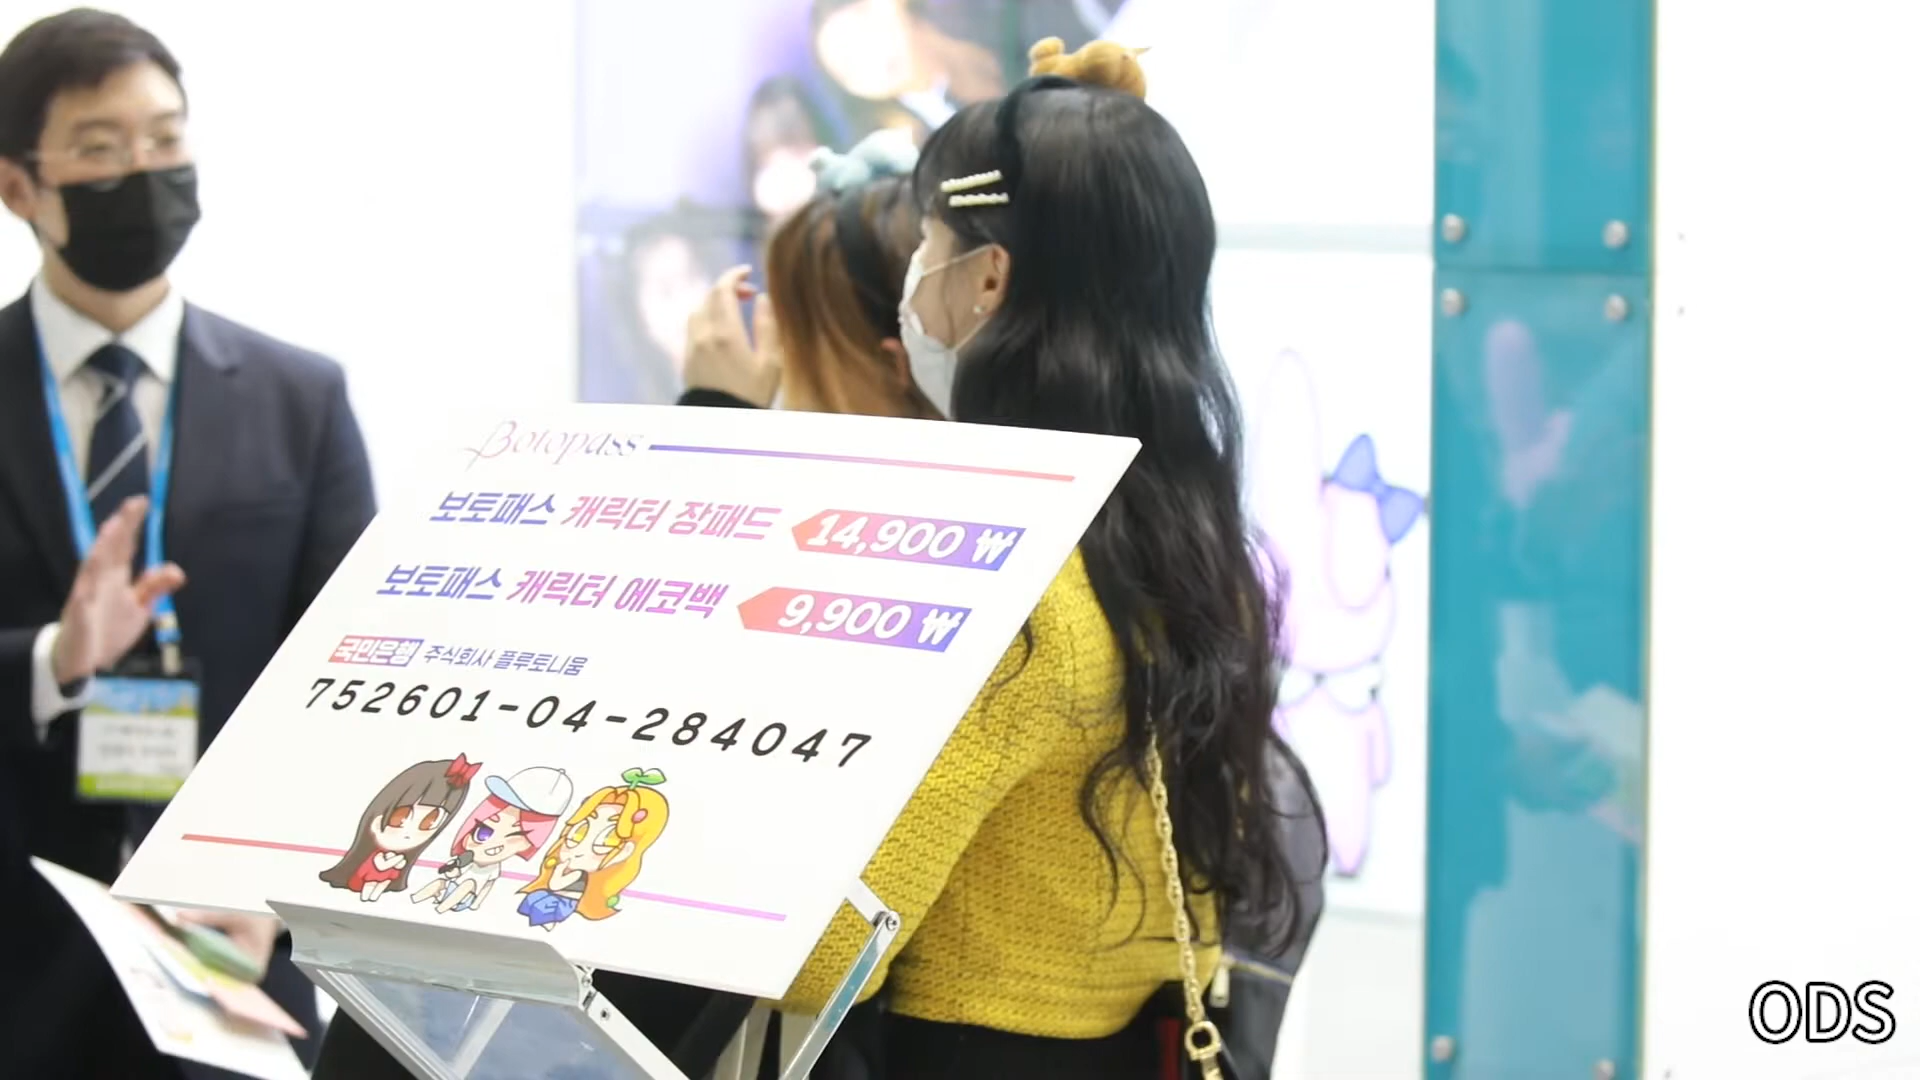 Botopass
보토패스 캐릭터 장패드 14,900 ₩
보토패스 캐릭터 에코백 9,900 ₩
국민은행 주식회사 플루토니움
752601-04-284047
ODS